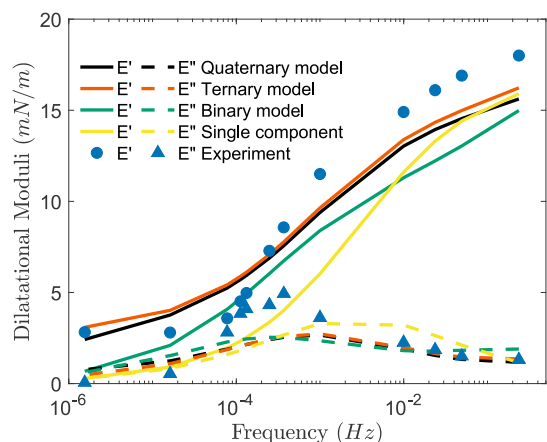 20
15
10
5
0
Dilatational Moduli (mN/m)
E' E" Quaternary model
E' E" Ternary model
E' E" Binary model
E' E" Single component
E' E" Experiment
10⁻⁶ 10⁻⁴ 10⁻²
Frequency (Hz)